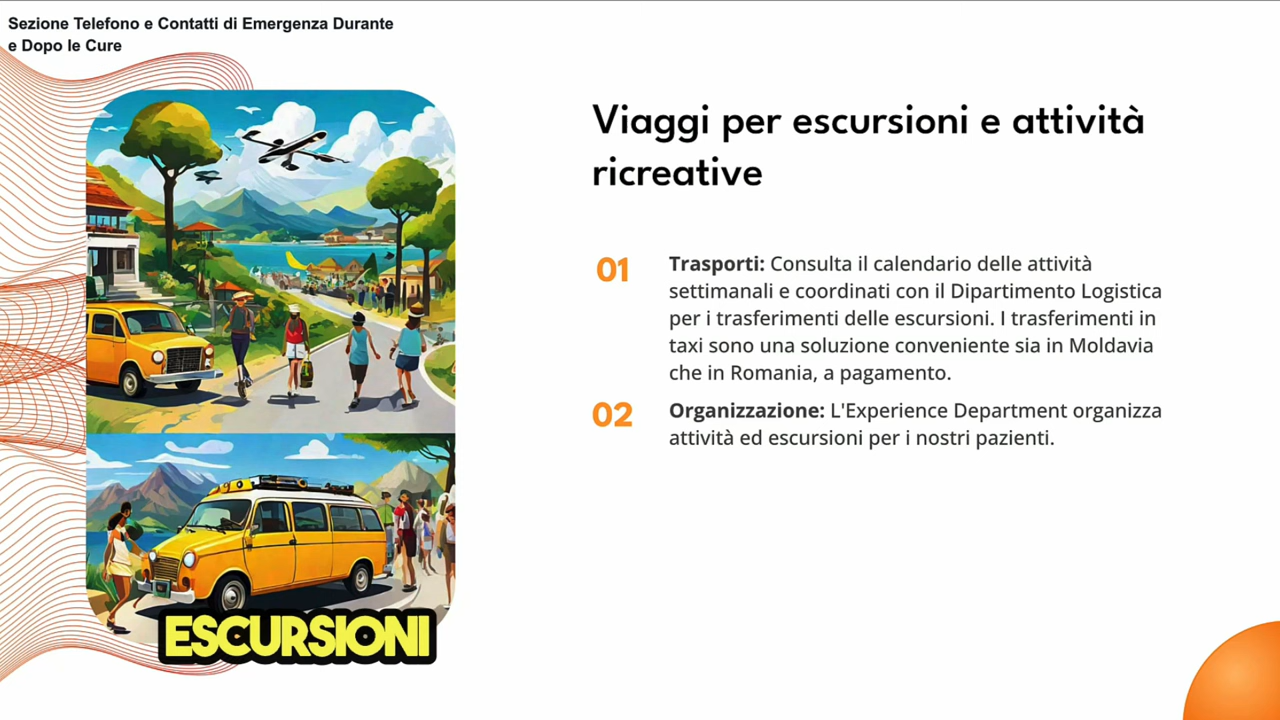 Sezione Telefono e Contatti di Emergenza Durante
e Dopo le Cure
Viaggi per escursioni e attività
ricreative
01
Trasporti: Consulta il calendario delle attività
settimanali e coordinati con il Dipartimento Logistica
per i trasferimenti delle escursioni. I trasferimenti in
taxi sono una soluzione conveniente sia in Moldavia
che in Romania, a pagamento.
02
Organizzazione: L'Experience Department organizza
attività ed escursioni per i nostri pazienti.
ESCURSIONI